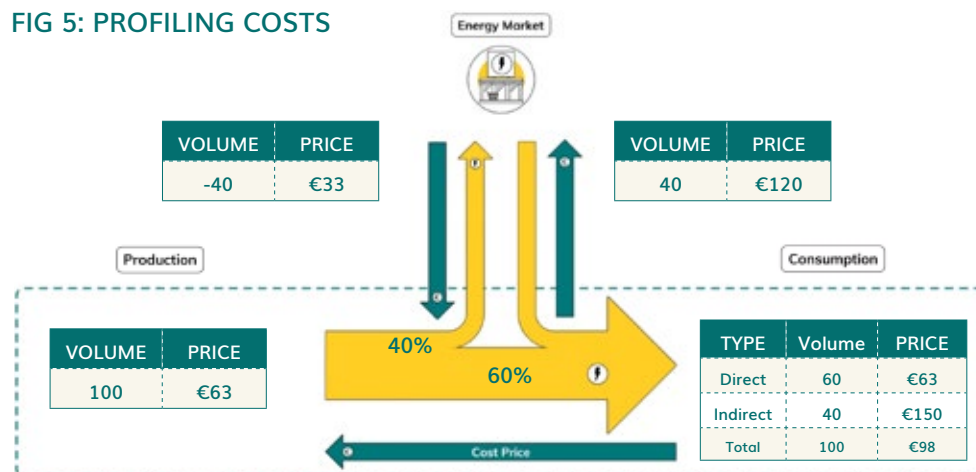 FIG 5: PROFILING COSTS
Energy Market
VOLUME PRICE
-40 €33
VOLUME PRICE
40 €120
Production
Consumption
VOLUME PRICE
100 €63
40%
60%
TYPE Volume PRICE
Direct 60 €63
Indirect 40 €150
Total 100 €98
Cost Price